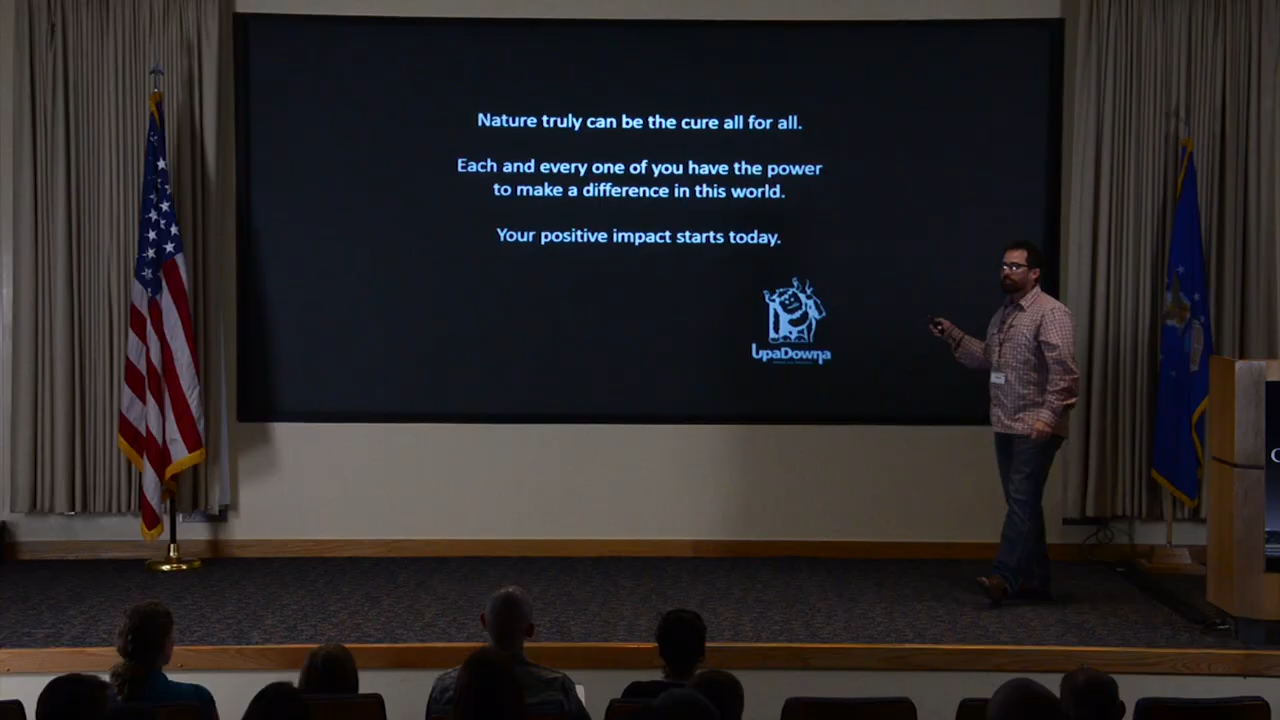 Nature truly can be the cure all for all.
Each and every one of you have the power
to make a difference in this world.
Your positive impact starts today.
UpaDowna